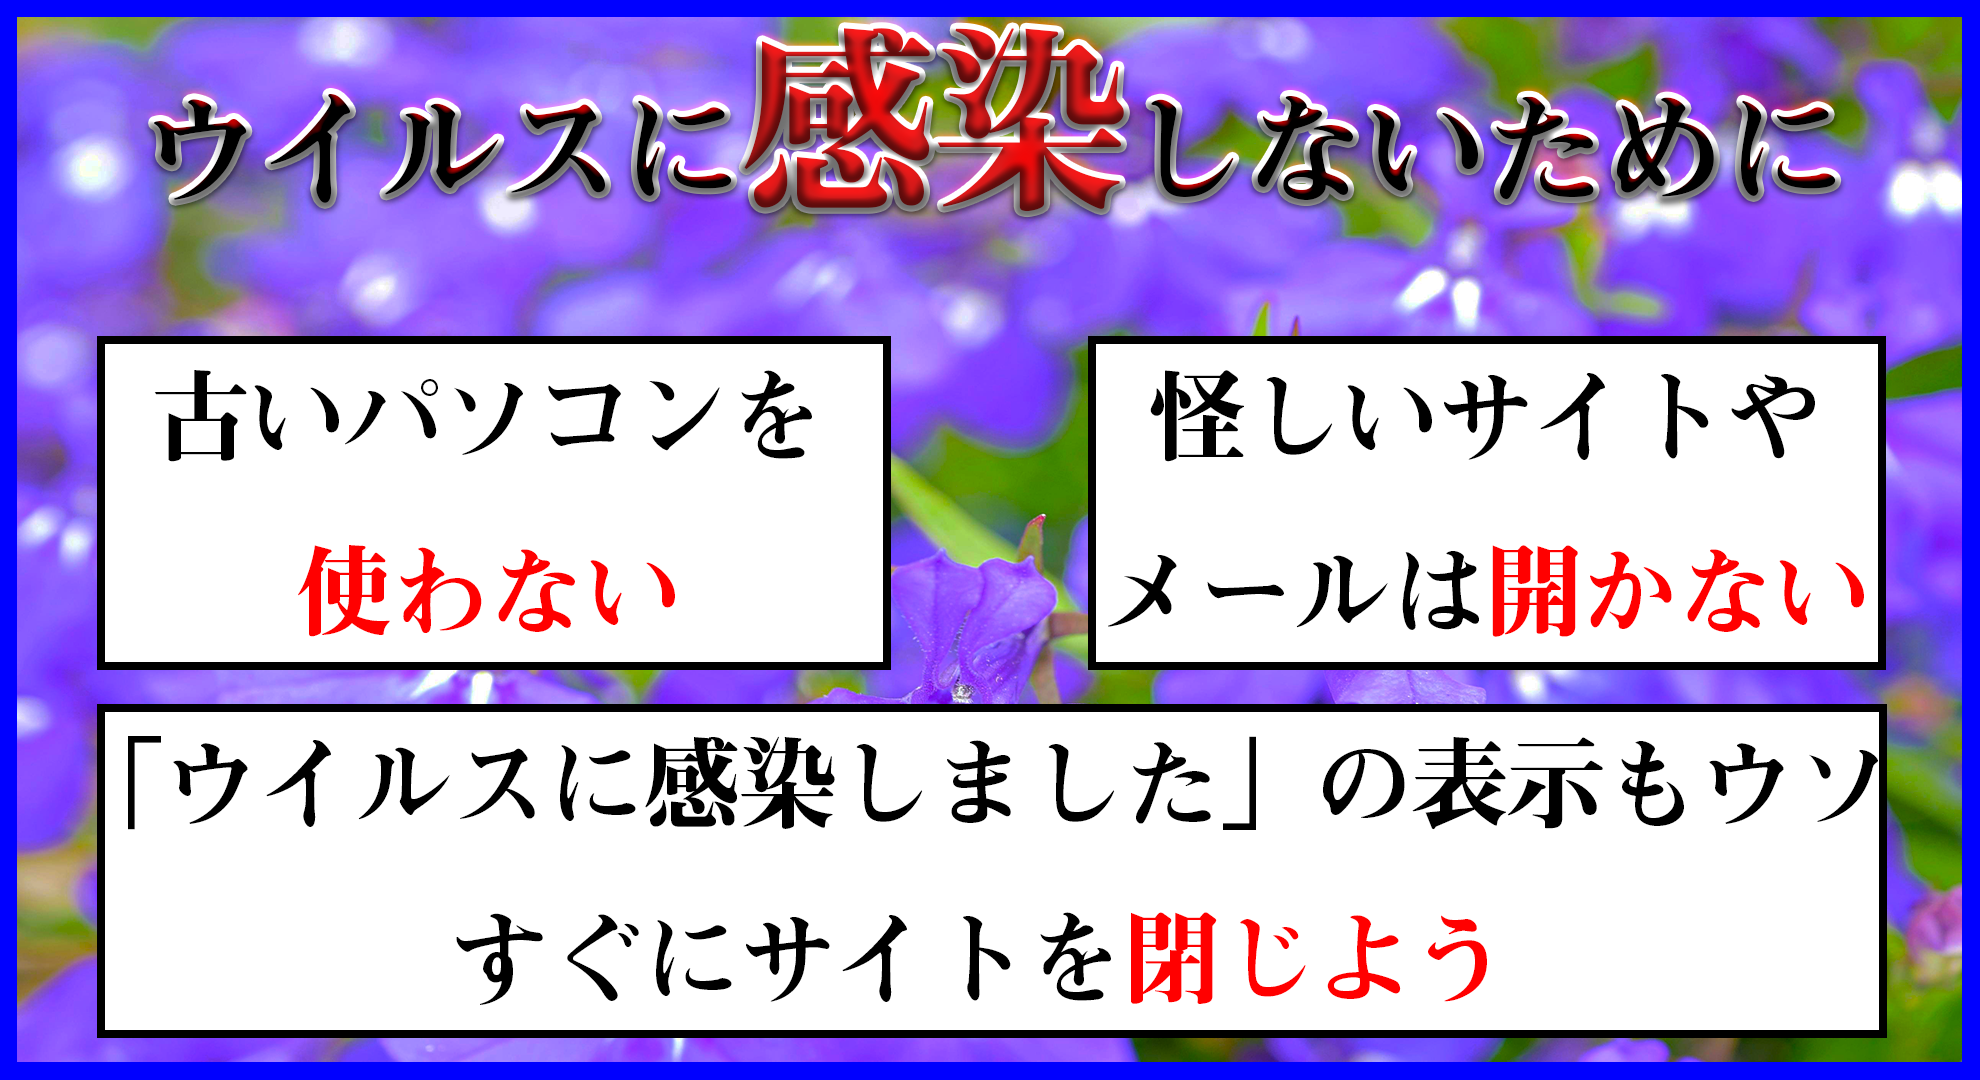 ウイルスに感染しないために
古いパソコンを
使わない
怪しいサイトや
メールは開かない
「ウイルスに感染しました」の表示もウソ
すぐにサイトを閉じよう